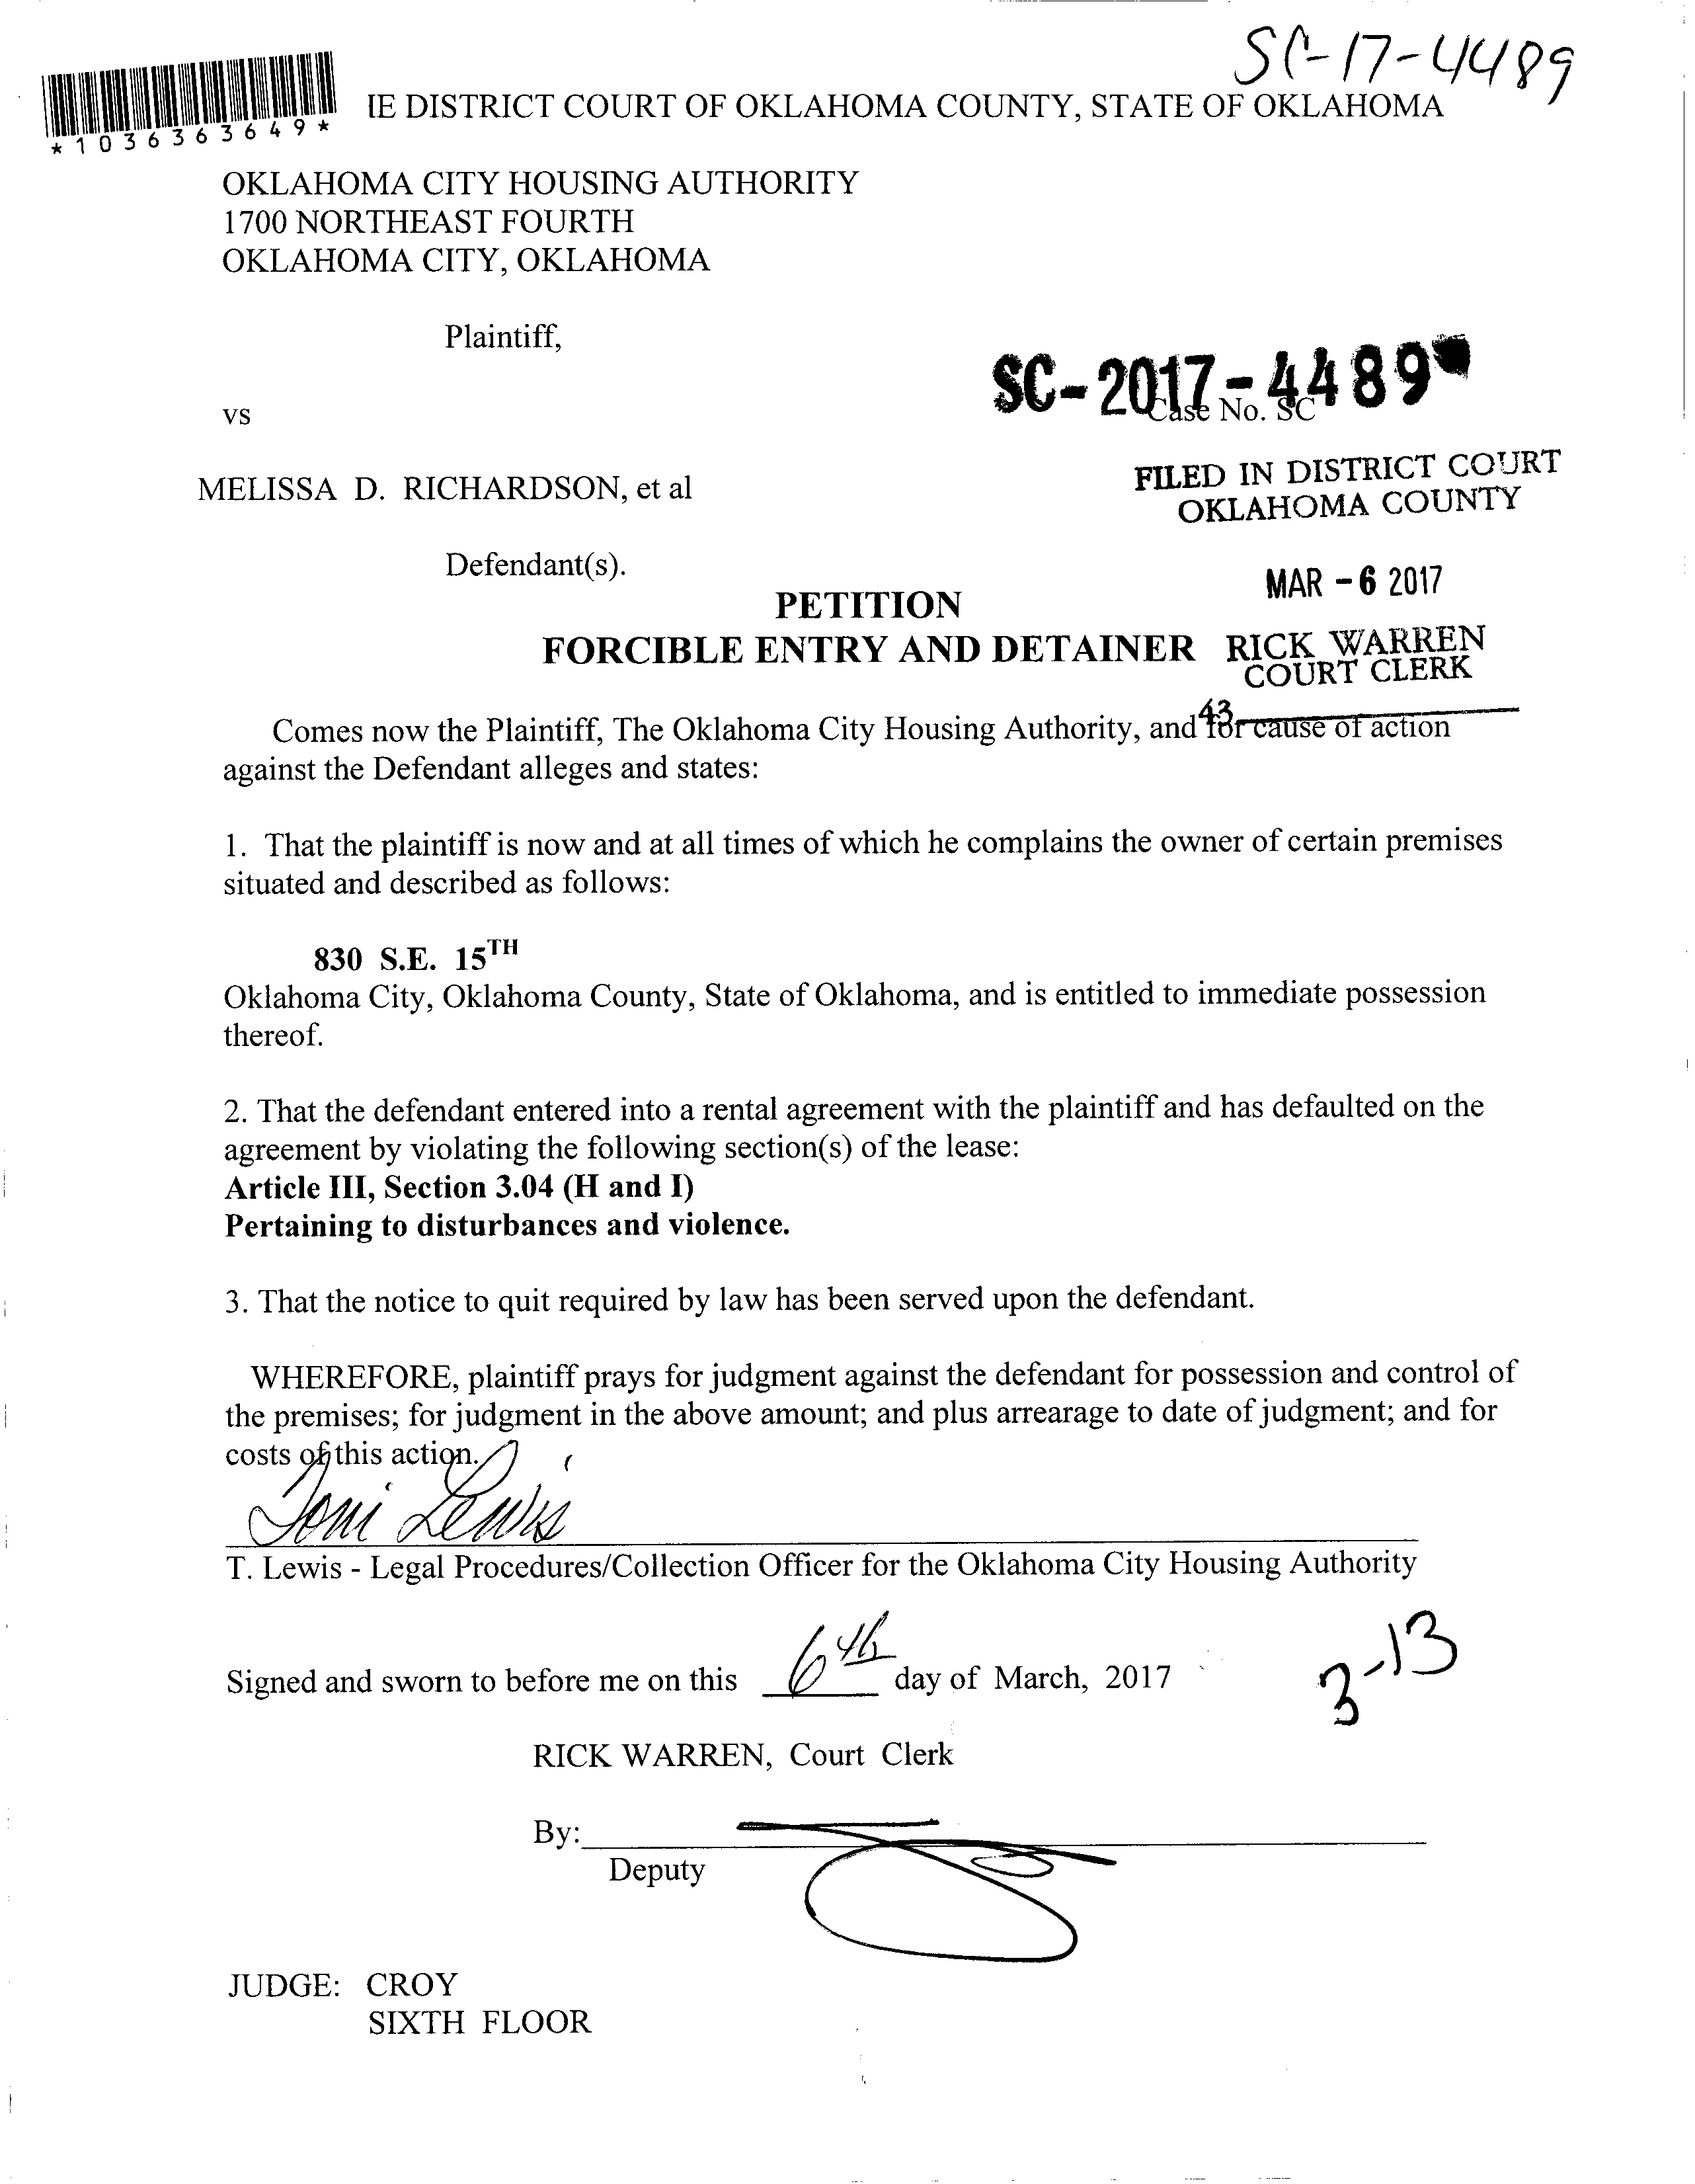 SC-17-4489
*1036363649*
IE DISTRICT COURT OF OKLAHOMA COUNTY, STATE OF OKLAHOMA
OKLAHOMA CITY HOUSING AUTHORITY
1700 NORTHEAST FOURTH
OKLAHOMA CITY, OKLAHOMA
Plaintiff,
SC-2017-4489
vs
Case No. SC
MELISSA D. RICHARDSON, et al
FILED IN DISTRICT COURT
OKLAHOMA COUNTY
Defendant(s).
MAR -6 2017
PETITION
FORCIBLE ENTRY AND DETAINER
RICK WARREN
COURT CLERK
43
Comes now the Plaintiff, The Oklahoma City Housing Authority, and for cause of action
against the Defendant alleges and states:
1. That the plaintiff is now and at all times of which he complains the owner of certain premises
situated and described as follows:
830 S.E. 15TH
Oklahoma City, Oklahoma County, State of Oklahoma, and is entitled to immediate possession
thereof.
2. That the defendant entered into a rental agreement with the plaintiff and has defaulted on the
agreement by violating the following section(s) of the lease:
Article III, Section 3.04 (H and I)
Pertaining to disturbances and violence.
3. That the notice to quit required by law has been served upon the defendant.
WHEREFORE, plaintiff prays for judgment against the defendant for possession and control of
the premises; for judgment in the above amount; and plus arrearage to date of judgment; and for
costs of this action.
Toni Lewis
T. Lewis - Legal Procedures/Collection Officer for the Oklahoma City Housing Authority
Signed and sworn to before me on this 6th day of March, 2017
3-13
RICK WARREN, Court Clerk
By:
Deputy
JUDGE: CROY
SIXTH FLOOR